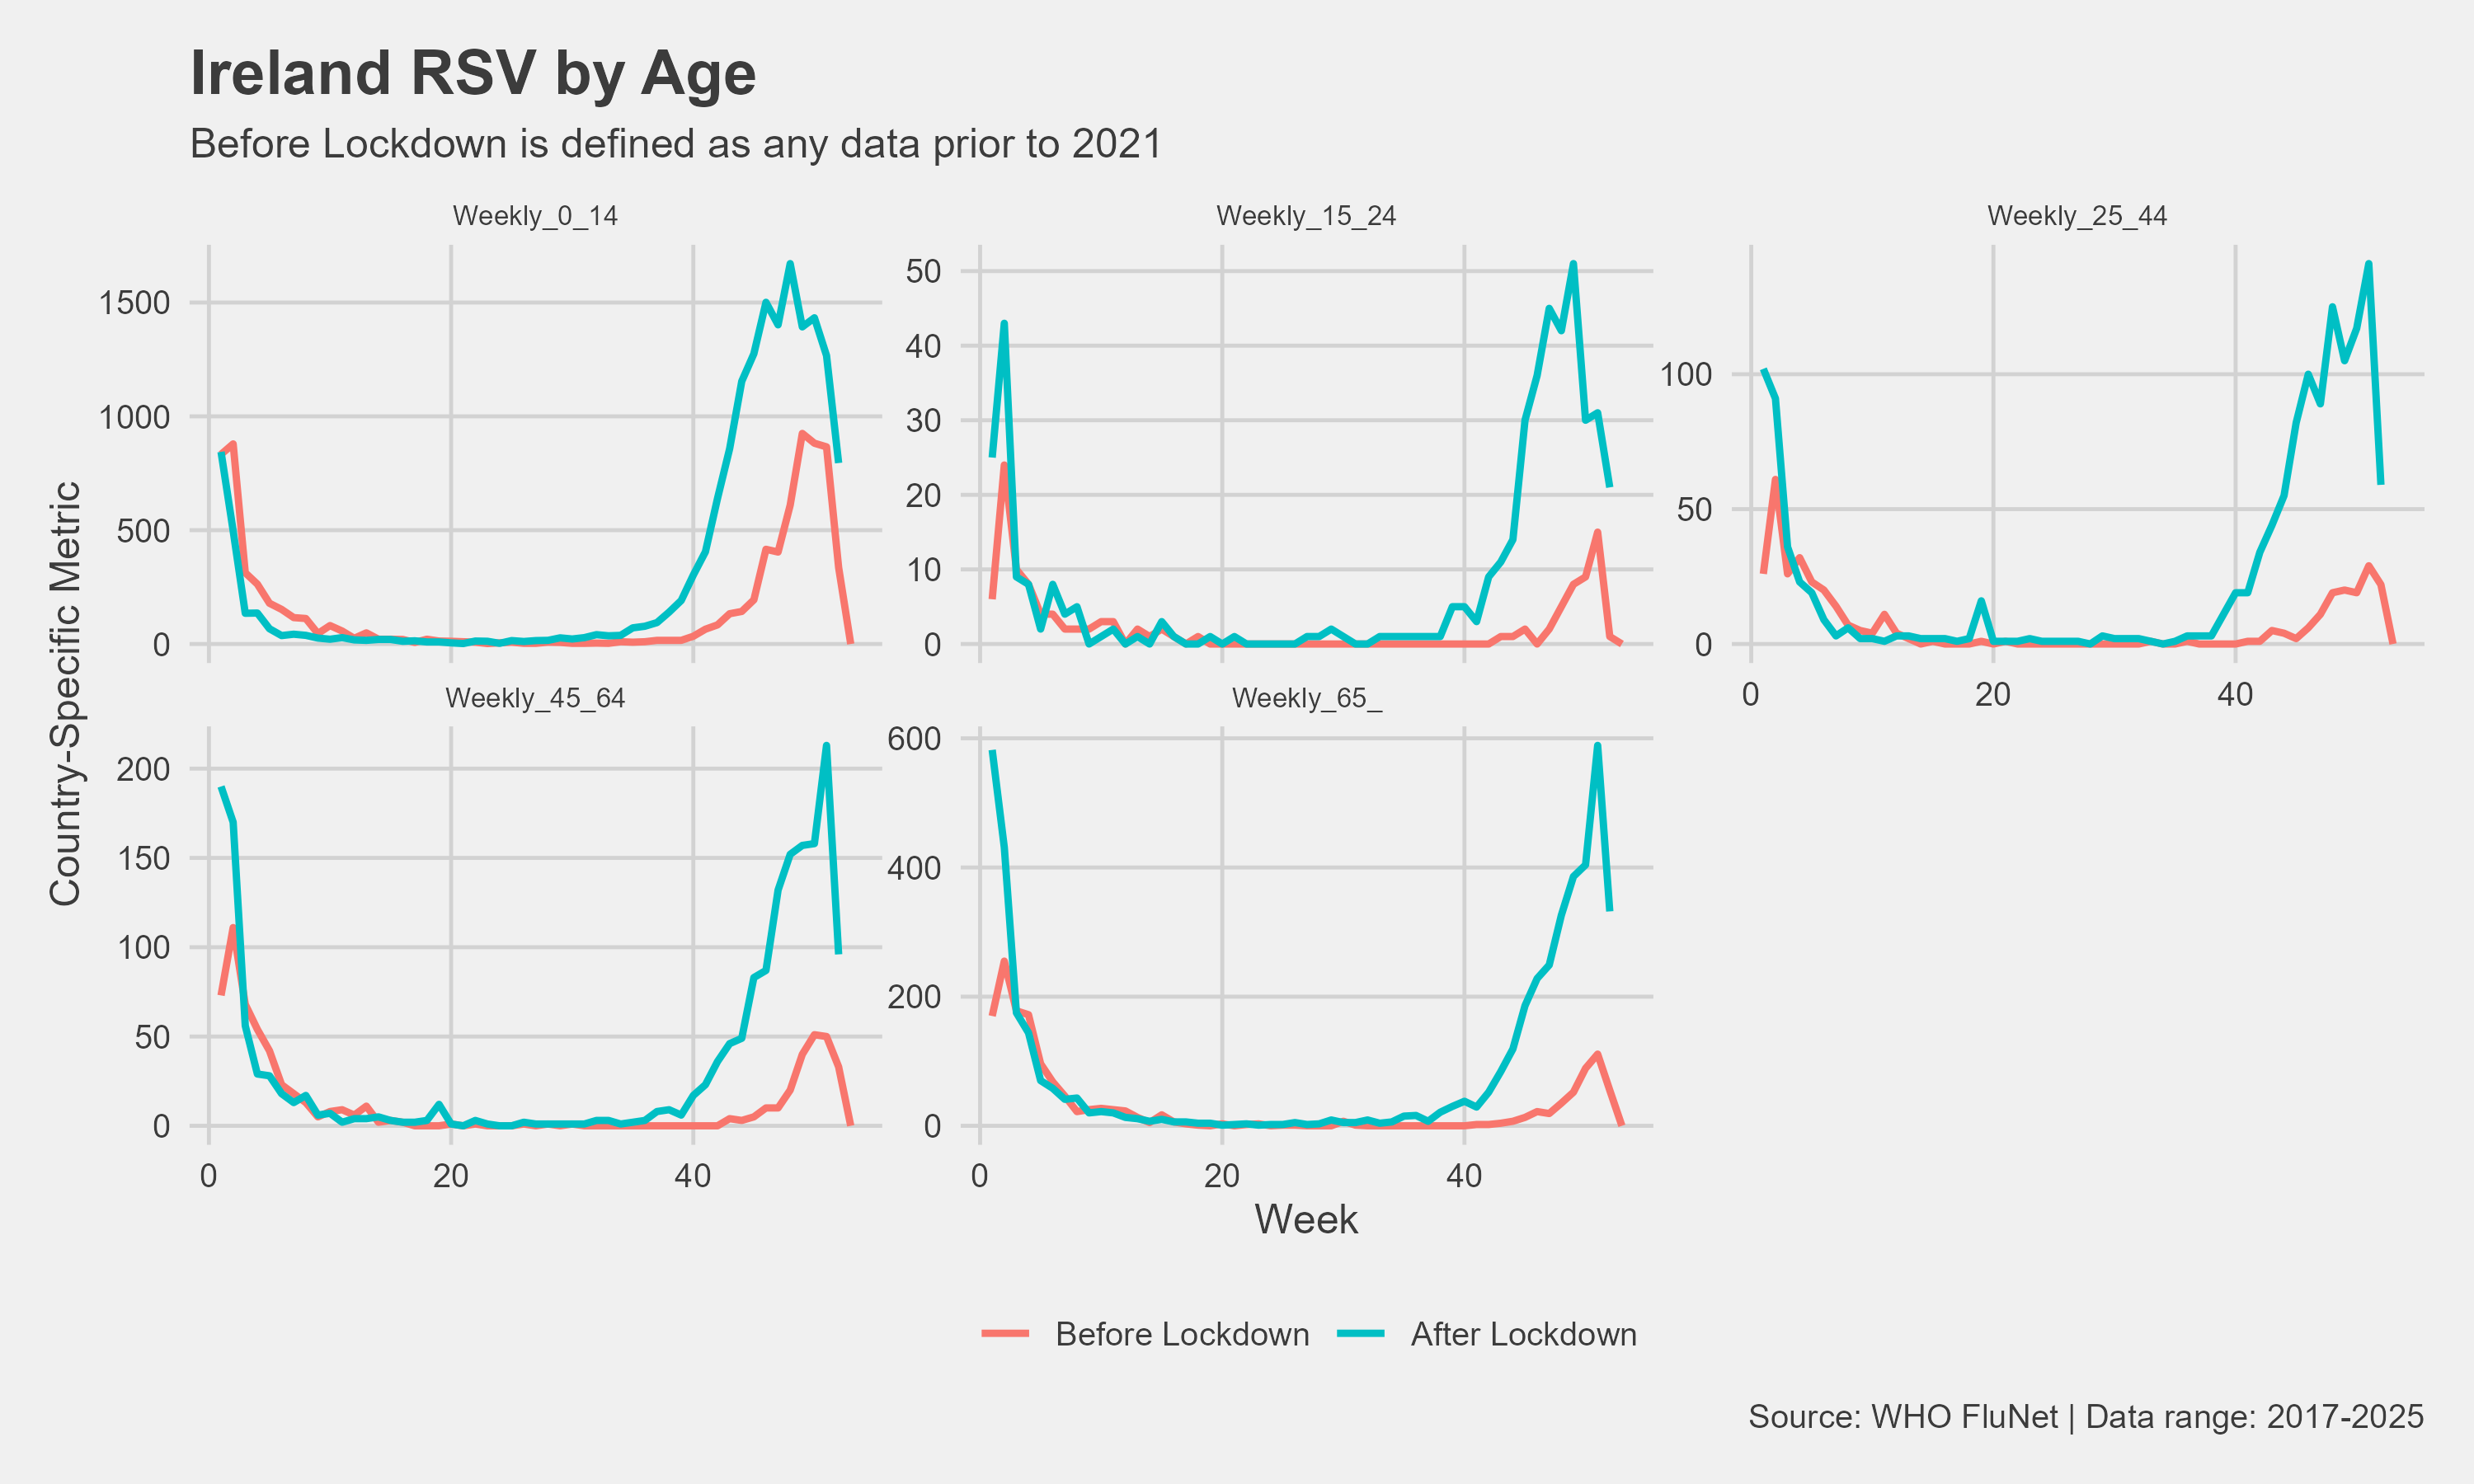 Ireland RSV by Age
Before Lockdown is defined as any data prior to 2021
Country-Specific Metric
Weekly_0_14
1500
1000
500
0
Weekly_15_24
50
40
30
20
10
0
Weekly_25_44
100
50
0
0 20 40
Weekly_45_64
200
150
100
50
0
0 20 40
Weekly_65_
600
400
200
0
0 20 40
Week
Before Lockdown After Lockdown
Source: WHO FluNet | Data range: 2017-2025